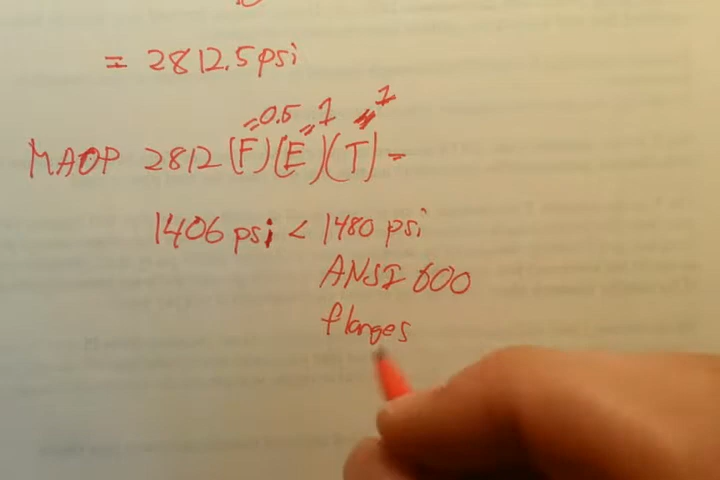 = 2812.5 psi
=0.5 =1 =1
MAOP 2812 (F)(E)(T) =
1406 psi < 1480 psi
ANSI 600
flanges